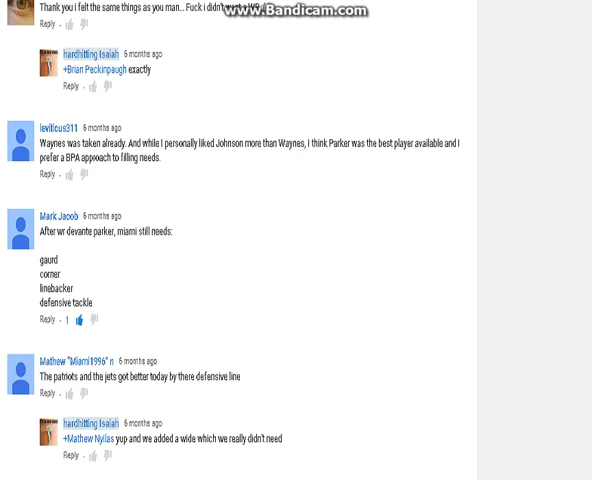 www.Bandicam.com
Thank you i felt the same things as you man... Fuck i didn't want a WR.
Reply
hardhitting Isaiah 6 months ago
+Brian Peckinpaugh exactly
Reply
leviticus311 6 months ago
Waynes was taken already. And while I personally liked Johnson more than Waynes, I think Parker was the best player available and I
prefer a BPA approach to filling needs.
Reply
Mark Jacob 6 months ago
After wr devante parker, miami still needs:
gaurd
corner
linebacker
defensive tackle
Reply · 1
Mathew "Miami1996" n 6 months ago
The patriots and the jets got better today by there defensive line
Reply
hardhitting Isaiah 6 months ago
+Mathew Nyilas yup and we added a wide which we really didn't need
Reply